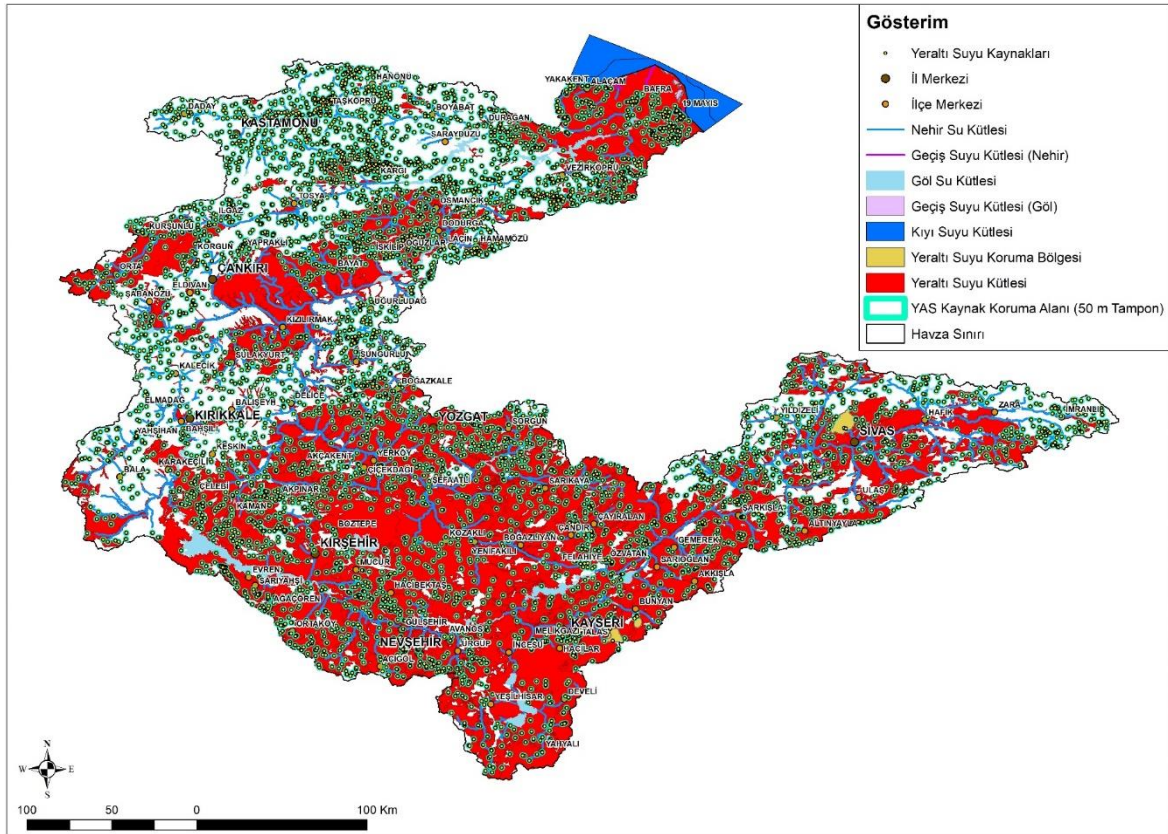 Gösterim
Yeraltı Suyu Kaynakları
İl Merkezi
İlçe Merkezi
Nehir Su Kütlesi
Geçiş Suyu Kütlesi (Nehir)
Göl Su Kütlesi
Geçiş Suyu Kütlesi (Göl)
Kıyı Suyu Kütlesi
Yeraltı Suyu Koruma Bölgesi
Yeraltı Suyu Kütlesi
YAS Kaynak Koruma Alanı (50 m Tampon)
Havza Sınırı
YAKAKENT
ALAÇAM
BAFRA
19 MAYIS
HANÖNÜ
DADAY
TAŞKÖPRÜ
BOYABAT
KASTAMONU
DURAĞAN
SARAYDÜZÜ
VEZİRKÖPRÜ
KARGI
TOSYA
OSMANCIK
ILGAZ
DODURGA
KURŞUNLU
LAÇİN
HAMAMÖZÜ
KORGUN
YAPRAKLI
İSKİLİP
OĞUZLAR
ORTA
ÇANKIRI
BAYAT
ELDİVAN
ŞABANÖZÜ
UĞURLUDAĞ
KIZILIRMAK
SULAKYURT
SUNGURLU
KALECİK
BOĞAZKALE
ELMADAĞ
BALIŞEYH
DELİCE
KIRIKKALE
YOZGAT
SORGUN
YAHŞİHAN
BAHŞILI
KESKİN
YERKÖY
BALA
KARAKEÇİLİ
AKÇAKENT
ÇİÇEKDAĞI
ŞEFAATLİ
SARIKAYA
ÇELEBİ
AKPINAR
KAMAN
BOZTEPE
ÇAYIRALAN
ÇANDIR
KOZAKLI
BOĞAZLIYAN
KIRŞEHİR
YENİFAKILI
FELAHİYE
ÖZVATAN
MUCUR
EVREN
SARIYAHŞİ
HACIBEKTAŞ
AĞAÇÖREN
ORTAKÖY
GÜLŞEHİR
AVANOS
NEVŞEHİR
ÜRGÜP
ACIGÖL
İNCESU
KAYSERİ
MELİKGAZİ
TALAS
HACILAR
BÜNYAN
SARIOĞLAN
AKKIŞLA
GEMEREK
ŞARKIŞLA
ALTINYAYLA
ULAŞ
SİVAS
YILDIZELİ
HAFİK
ZARA
İMRANLI
YEŞİLHİSAR
DEVELİ
YAHYALI
N
W
E
S
100
50
0
100 Km